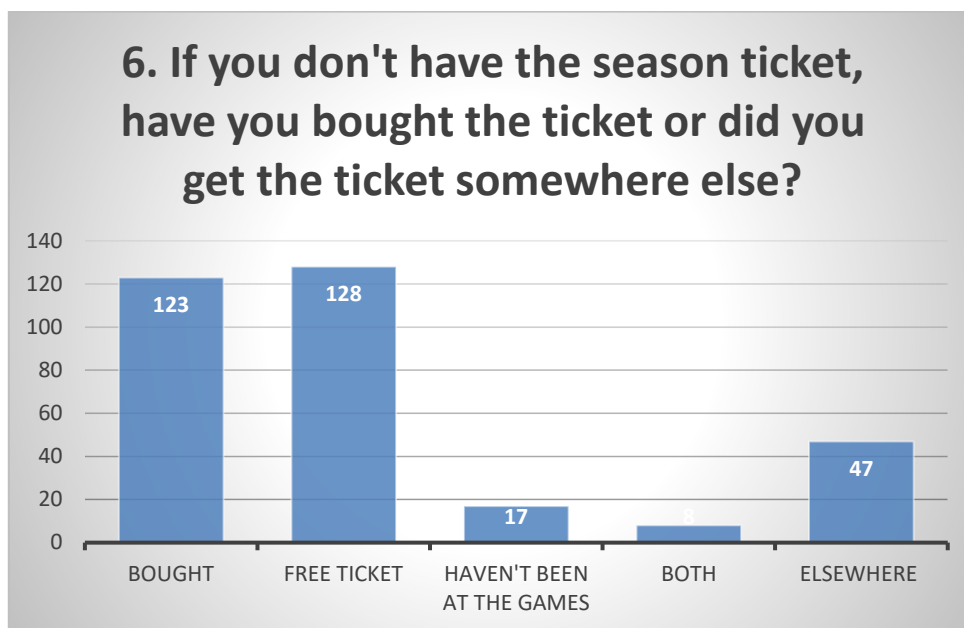 6. If you don't have the season ticket,
have you bought the ticket or did you
get the ticket somewhere else?
140
120
100
80
60
40
20
0
123
128
17
8
47
BOUGHT
FREE TICKET
HAVEN'T BEEN
AT THE GAMES
BOTH
ELSEWHERE